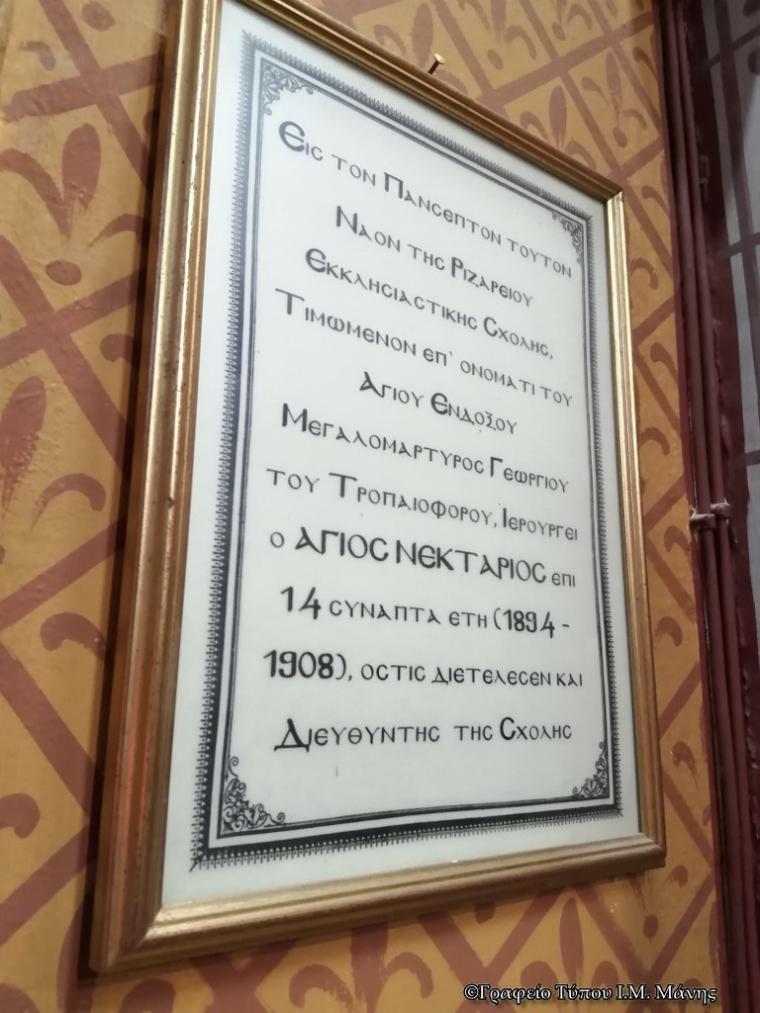 Εις τον Πανσεπτον τουτον
Ναον της Ριζαρειου
Εκκλησιαστικης Σχολης,
Τιμωμενον επ' ονοματι του
Αγιου Ενδοξου
Μεγαλομαρτυρος Γεωργιου
του Τροπαιοφορου, Ιερουργει
ο ΑΓΙΟΣ ΝΕΚΤΑΡΙΟΣ επι
14 συναπτα ετη (1894-
1908), οστις διετελεσεν και
Διευθυντης της Σχολης
©Γραφείο Τύπου Ι.Μ. Μάνης